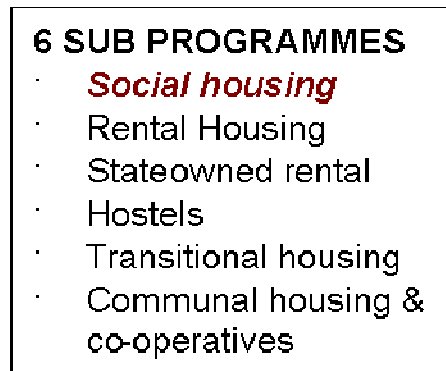 6 SUB PROGRAMMES
· Social housing
· Rental Housing
· Stateowned rental
· Hostels
· Transitional housing
· Communal housing &
co-operatives